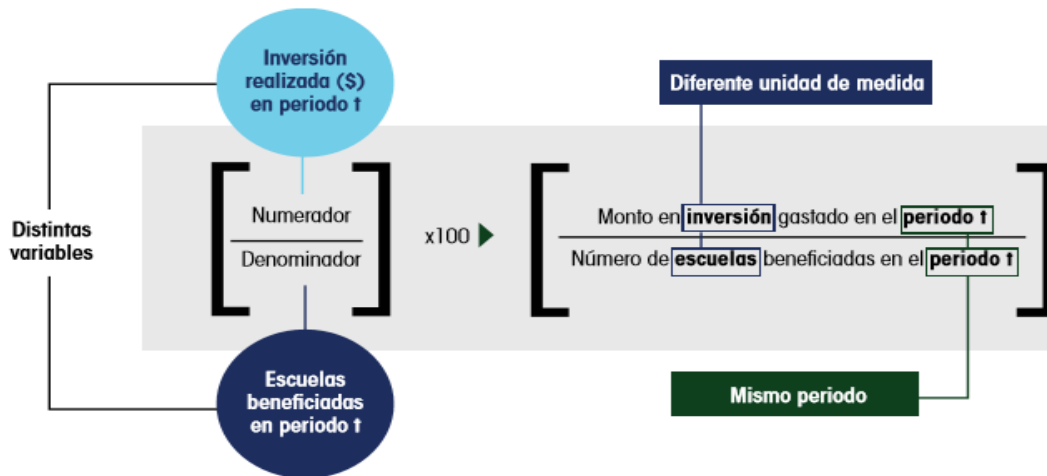 Inversión
realizada ($)
en periodo t
Diferente unidad de medida
Distintas
variables
Numerador
Denominador
x100
Monto en inversión gastado en el periodo t
Número de escuelas beneficiadas en el periodo t
Escuelas
beneficiadas
en periodo t
Mismo periodo